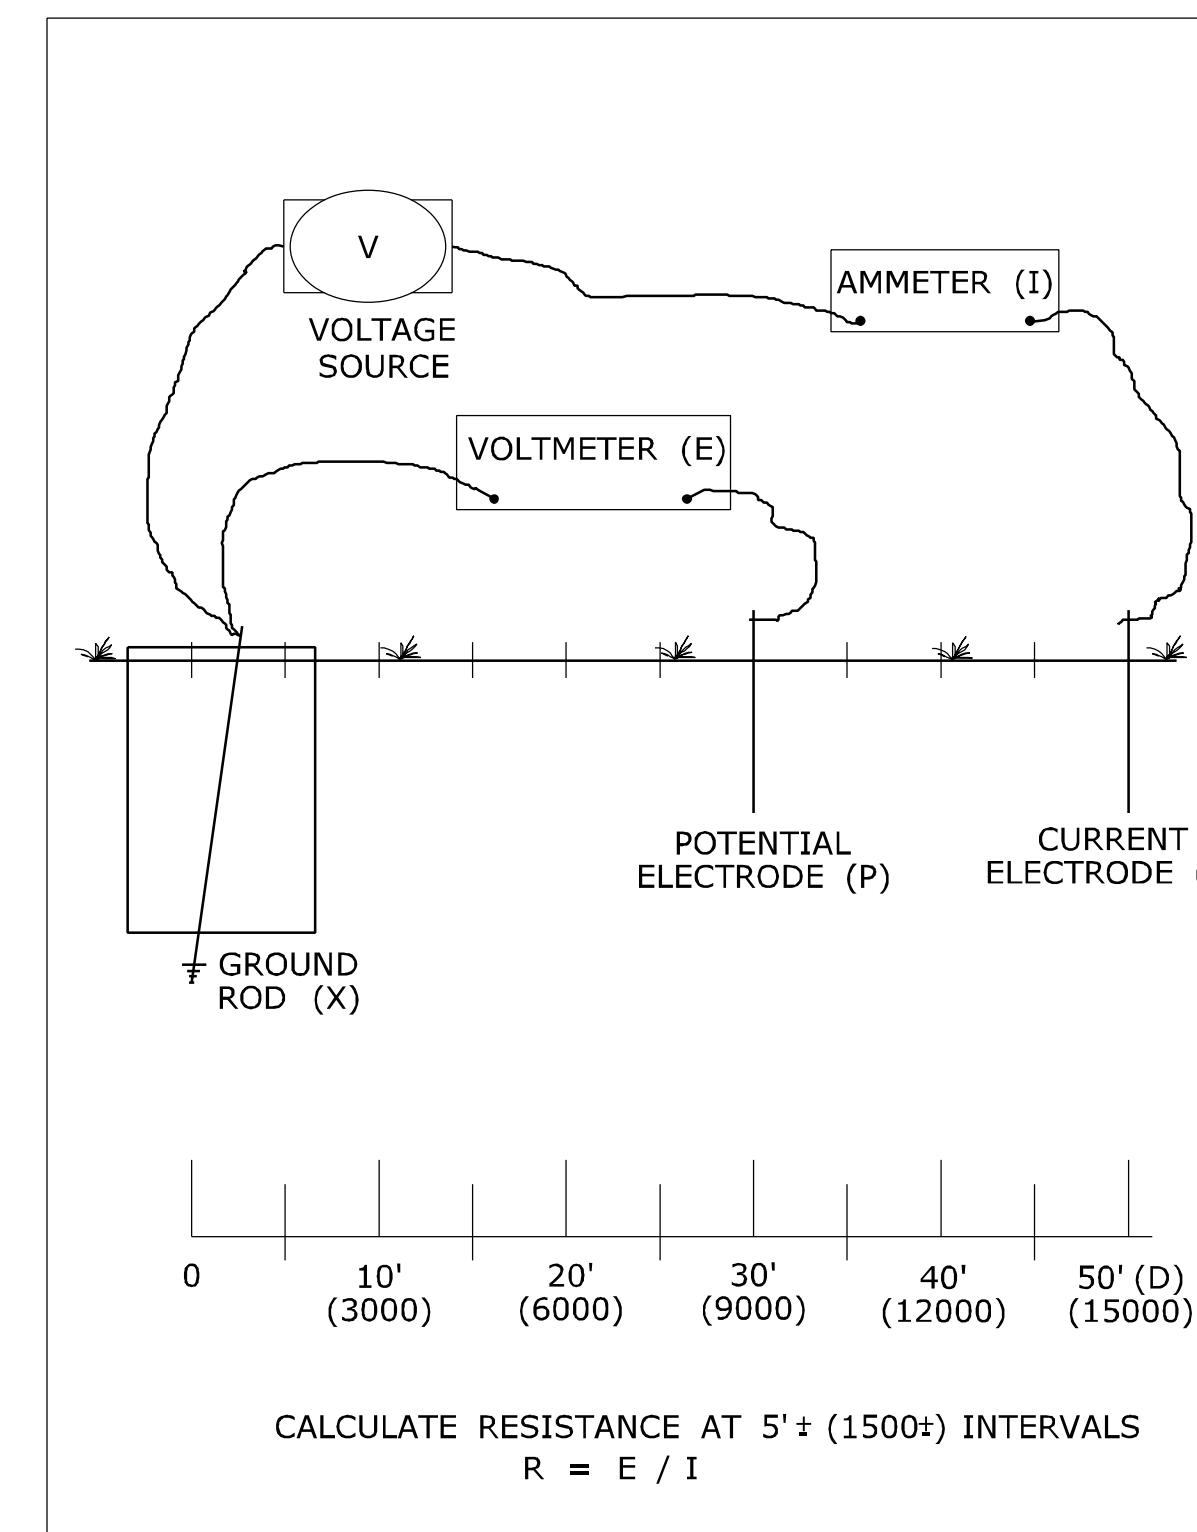 V
VOLTAGE
SOURCE
AMMETER (I)
VOLTMETER (E)
POTENTIAL
ELECTRODE (P)
CURRENT
ELECTRODE
GROUND
ROD (X)
0
10'
(3000)
20'
(6000)
30'
(9000)
40'
(12000)
50' (D)
(15000)
CALCULATE RESISTANCE AT 5'± (1500±) INTERVALS
R = E / I